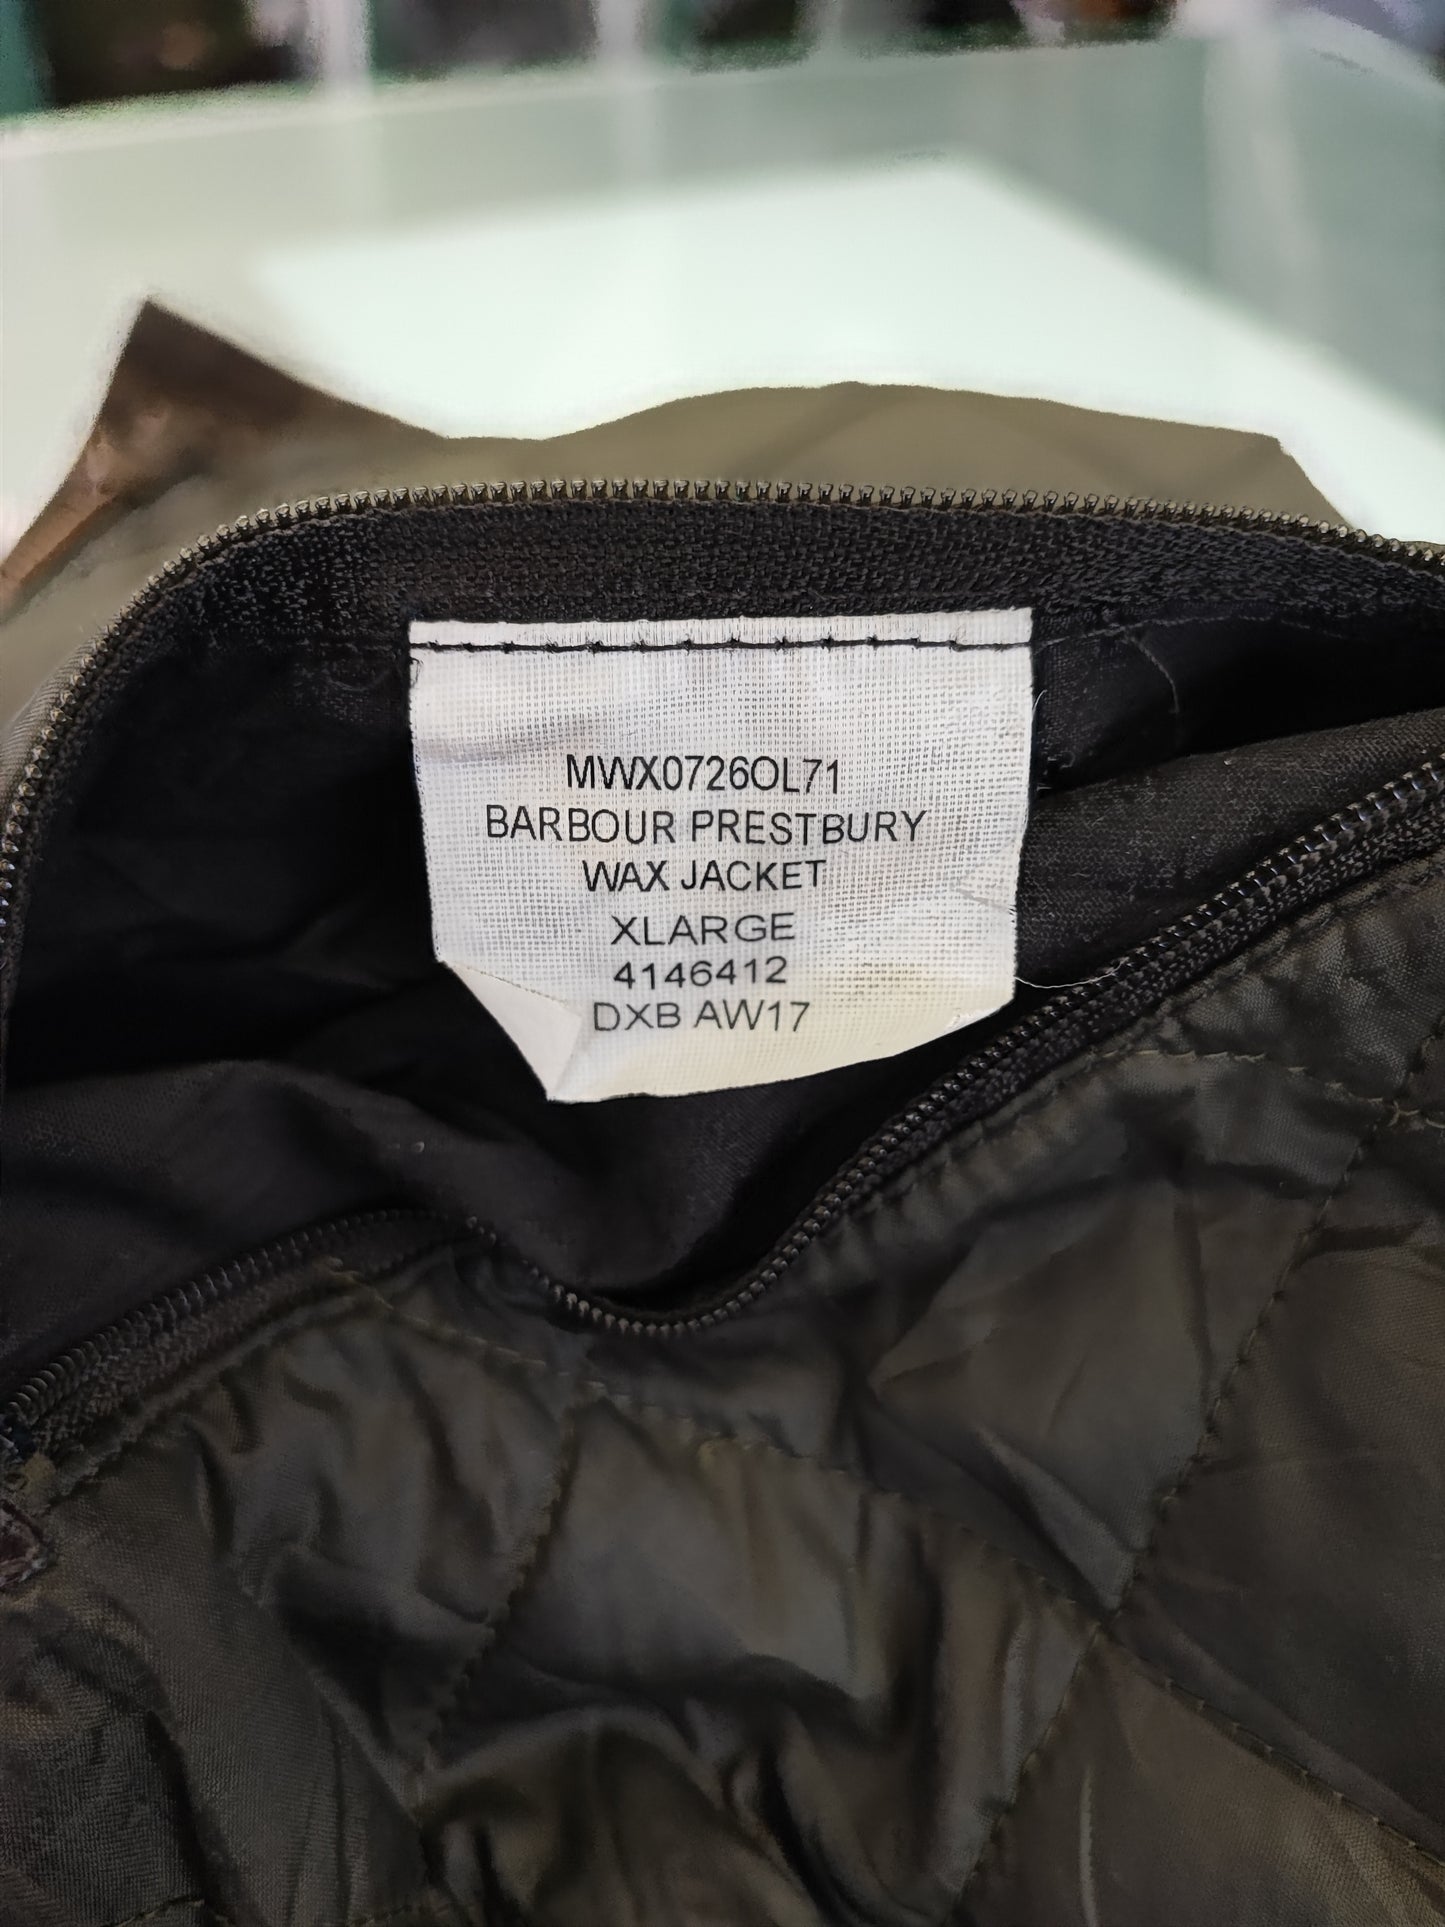 MWX0726OL71
BARBOUR PRESTBURY
WAX JACKET
XLARGE
4146412
DXB AW17